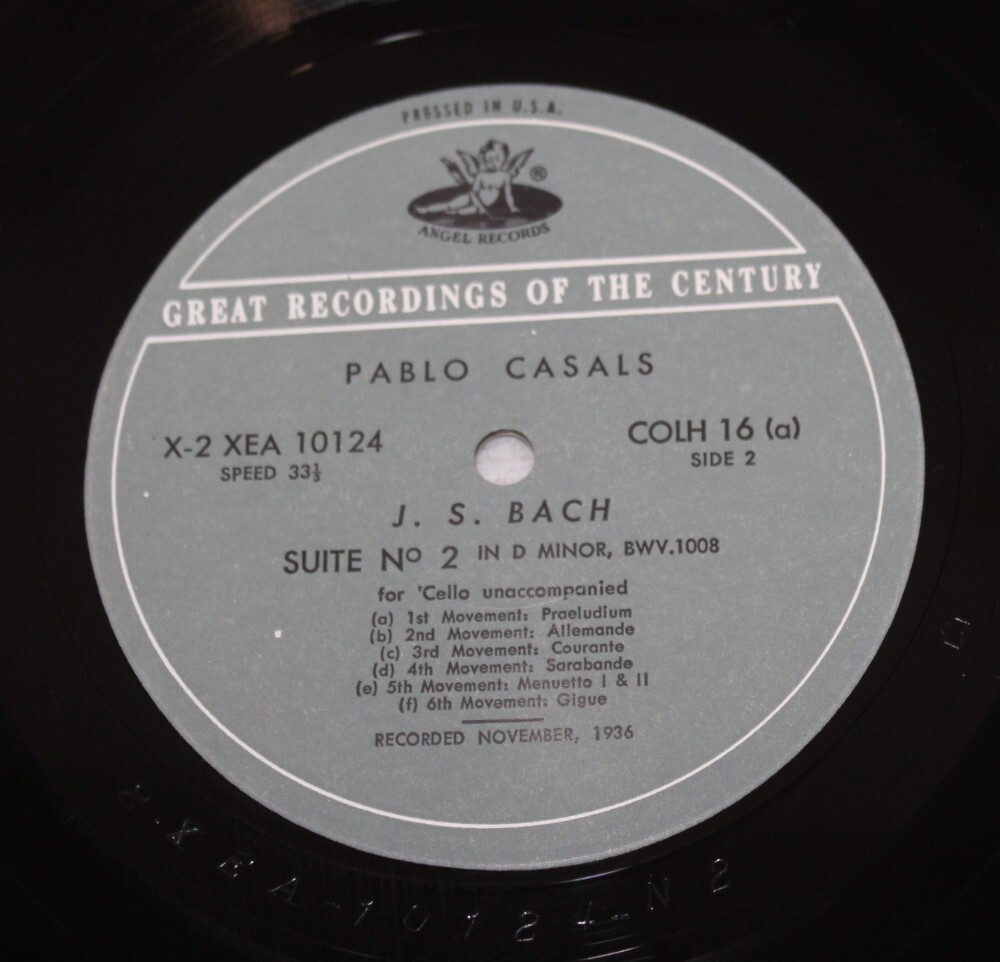 PRESSED IN U.S.A.
®
ANGEL RECORDS
GREAT RECORDINGS OF THE CENTURY
PABLO CASALS
X-2 XEA 10124
SPEED 33⅓
COLH 16 (a)
SIDE 2
J. S. BACH
SUITE Nº 2 IN D MINOR, BWV.1008
for 'Cello unaccompanied
(a) 1st Movement: Praeludium
(b) 2nd Movement: Allemande
(c) 3rd Movement: Courante
(d) 4th Movement: Sarabande
(e) 5th Movement: Menuetto I & II
(f) 6th Movement: Gigue
RECORDED NOVEMBER, 1936
2 XEA-10124-N2